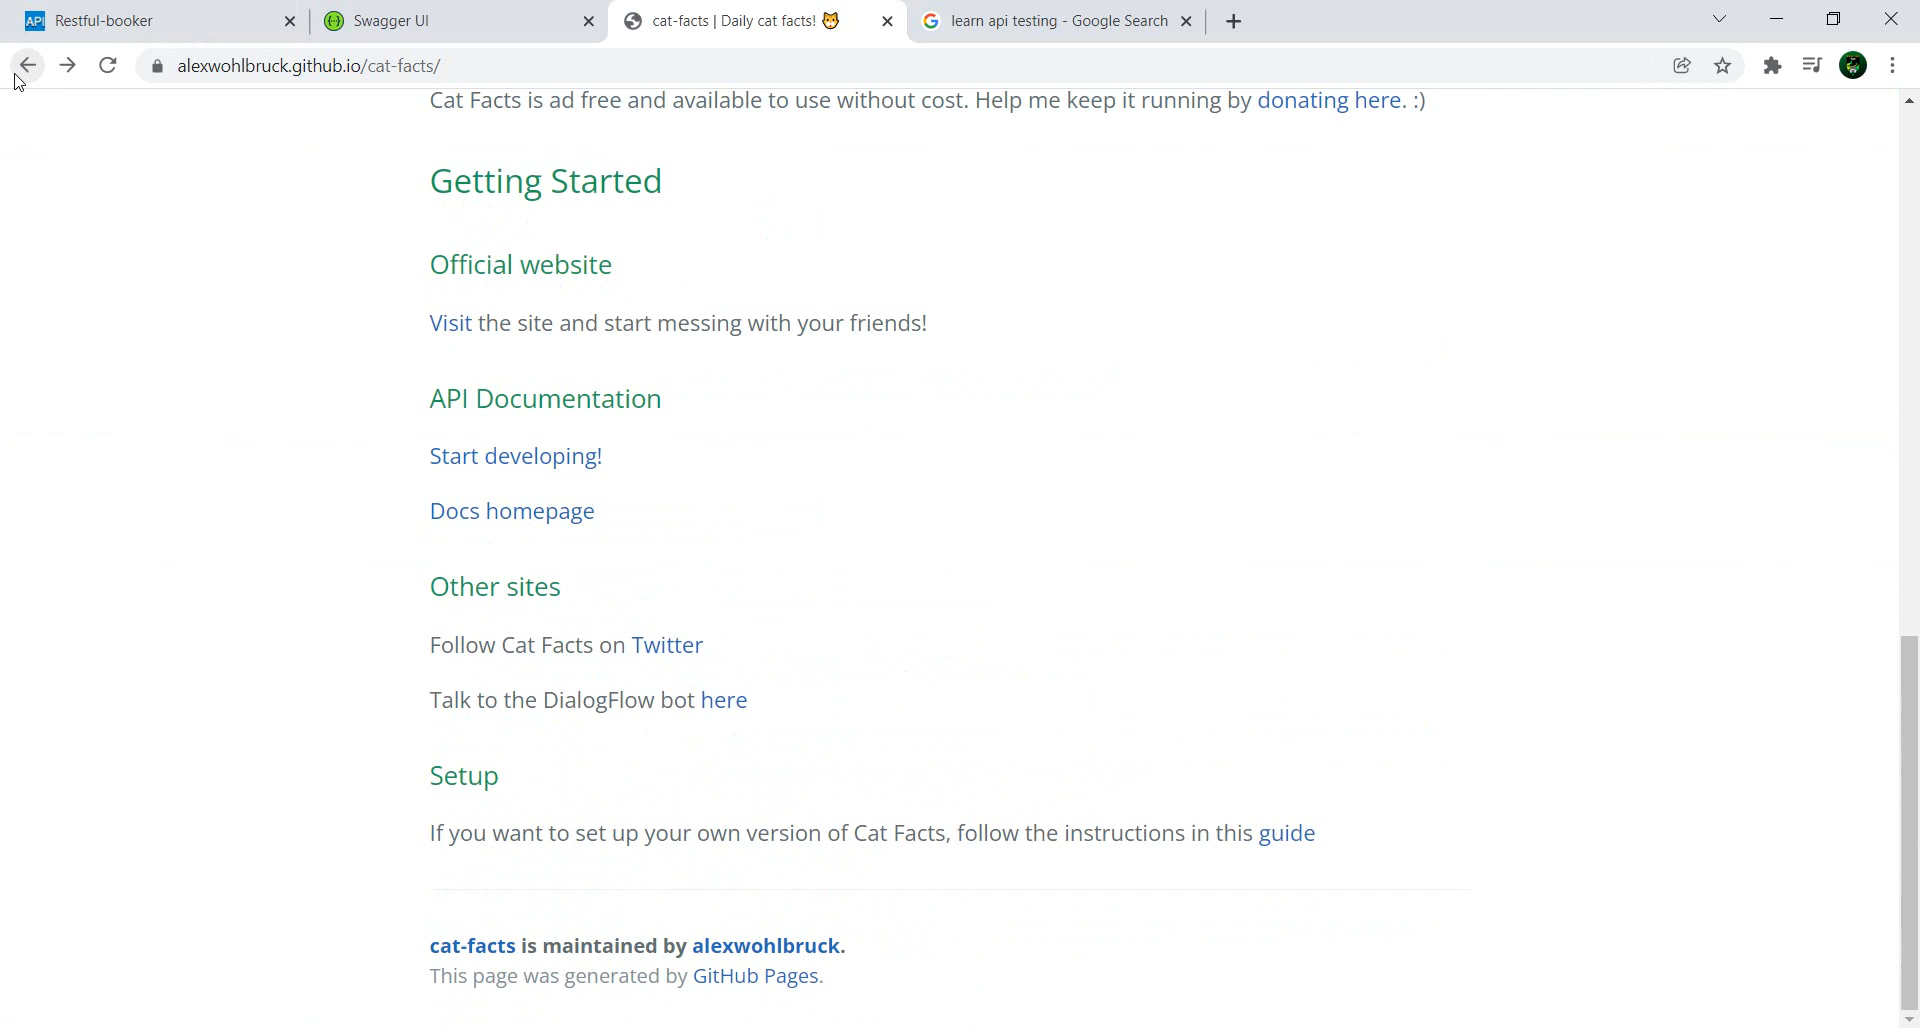 API Restful-booker
Swagger UI
cat-facts | Daily cat facts! 🐱
learn api testing - Google Search
alexwohlbruck.github.io/cat-facts/
Cat Facts is ad free and available to use without cost. Help me keep it running by donating here. :)
Getting Started
Official website
Visit the site and start messing with your friends!
API Documentation
Start developing!
Docs homepage
Other sites
Follow Cat Facts on Twitter
Talk to the DialogFlow bot here
Setup
If you want to set up your own version of Cat Facts, follow the instructions in this guide
cat-facts is maintained by alexwohlbruck.
This page was generated by GitHub Pages.